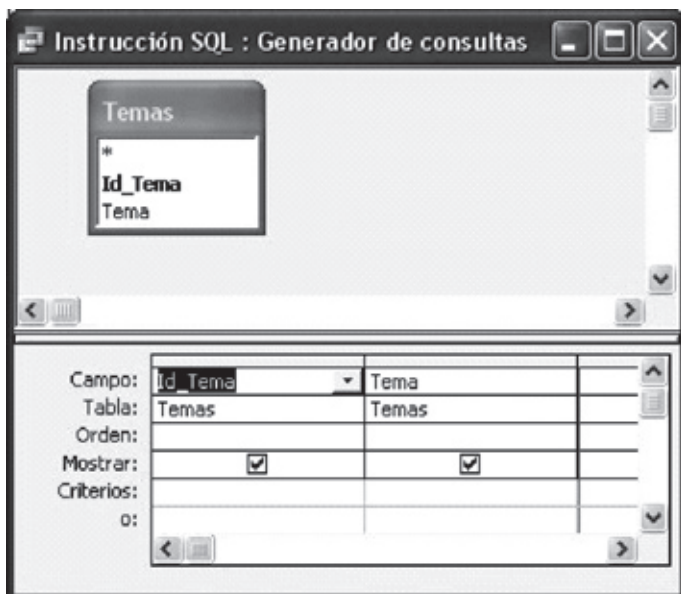 Instrucción SQL : Generador de consultas
Temas
*
Id_Tema
Tema
Campo: Id_Tema Tema
Tabla: Temas Temas
Orden:
Mostrar:
Criterios:
o: